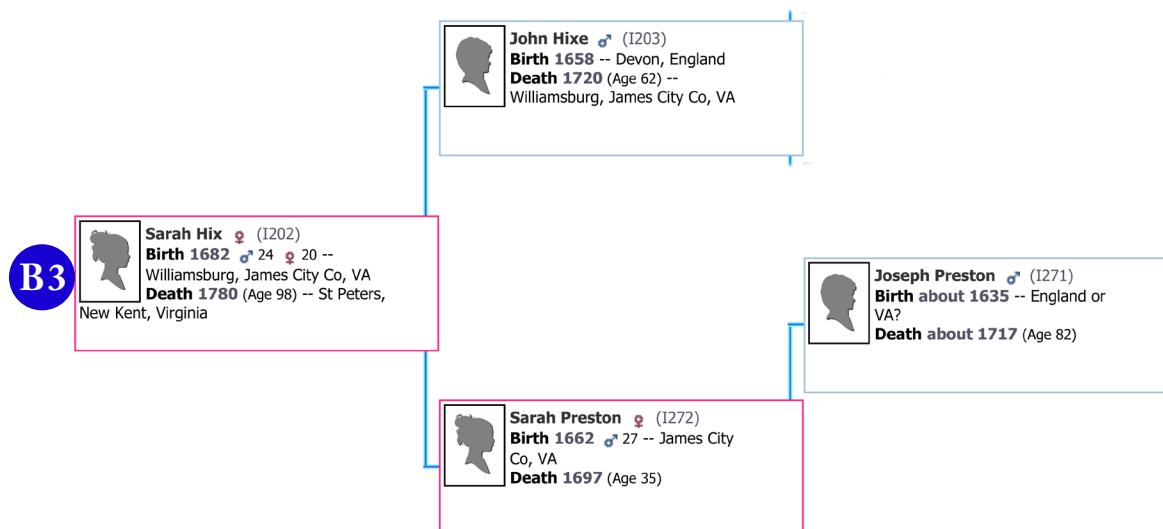 John Hixe ♂ (I203)
Birth 1658 -- Devon, England
Death 1720 (Age 62) --
Williamsburg, James City Co, VA
B3
Sarah Hix ♀ (I202)
Birth 1682 ♂ 24 ♀ 20 --
Williamsburg, James City Co, VA
Death 1780 (Age 98) -- St Peters,
New Kent, Virginia
Joseph Preston ♂ (I271)
Birth about 1635 -- England or
VA?
Death about 1717 (Age 82)
Sarah Preston ♀ (I272)
Birth 1662 ♂ 27 -- James City
Co, VA
Death 1697 (Age 35)